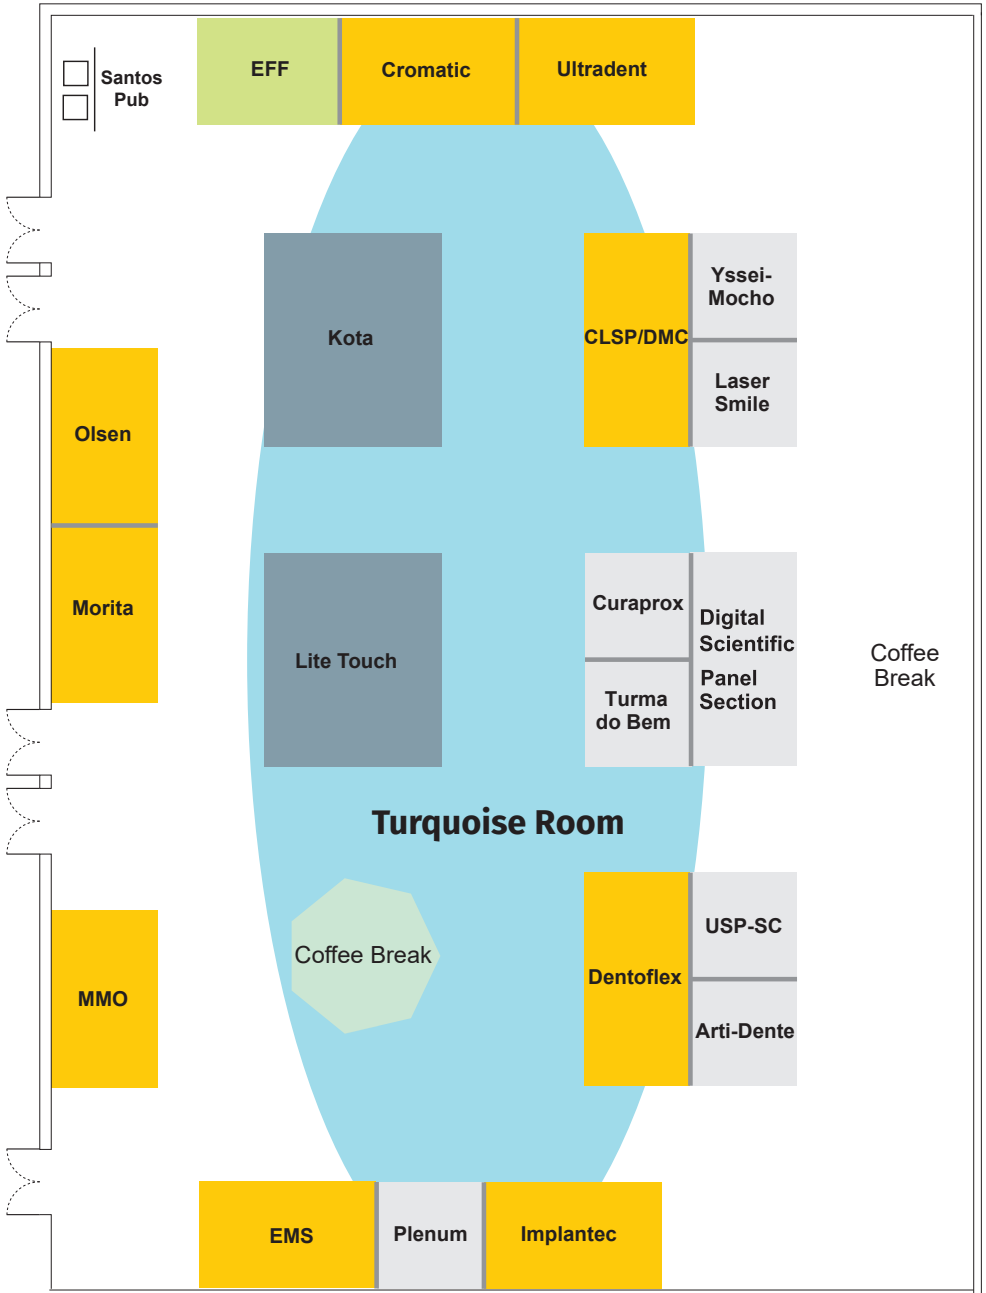 EFF
Cromatic
Ultradent
Santos
Pub
Kota
CLSP/DMC
Yssei-
Mocho
Laser
Smile
Olsen
Morita
Lite Touch
Curaprox
Turma
do Bem
Digital
Scientific
Panel
Section
Coffee
Break
Turquoise Room
Coffee Break
MMO
Dentoflex
USP-SC
Arti-Dente
EMS
Plenum
Implantec